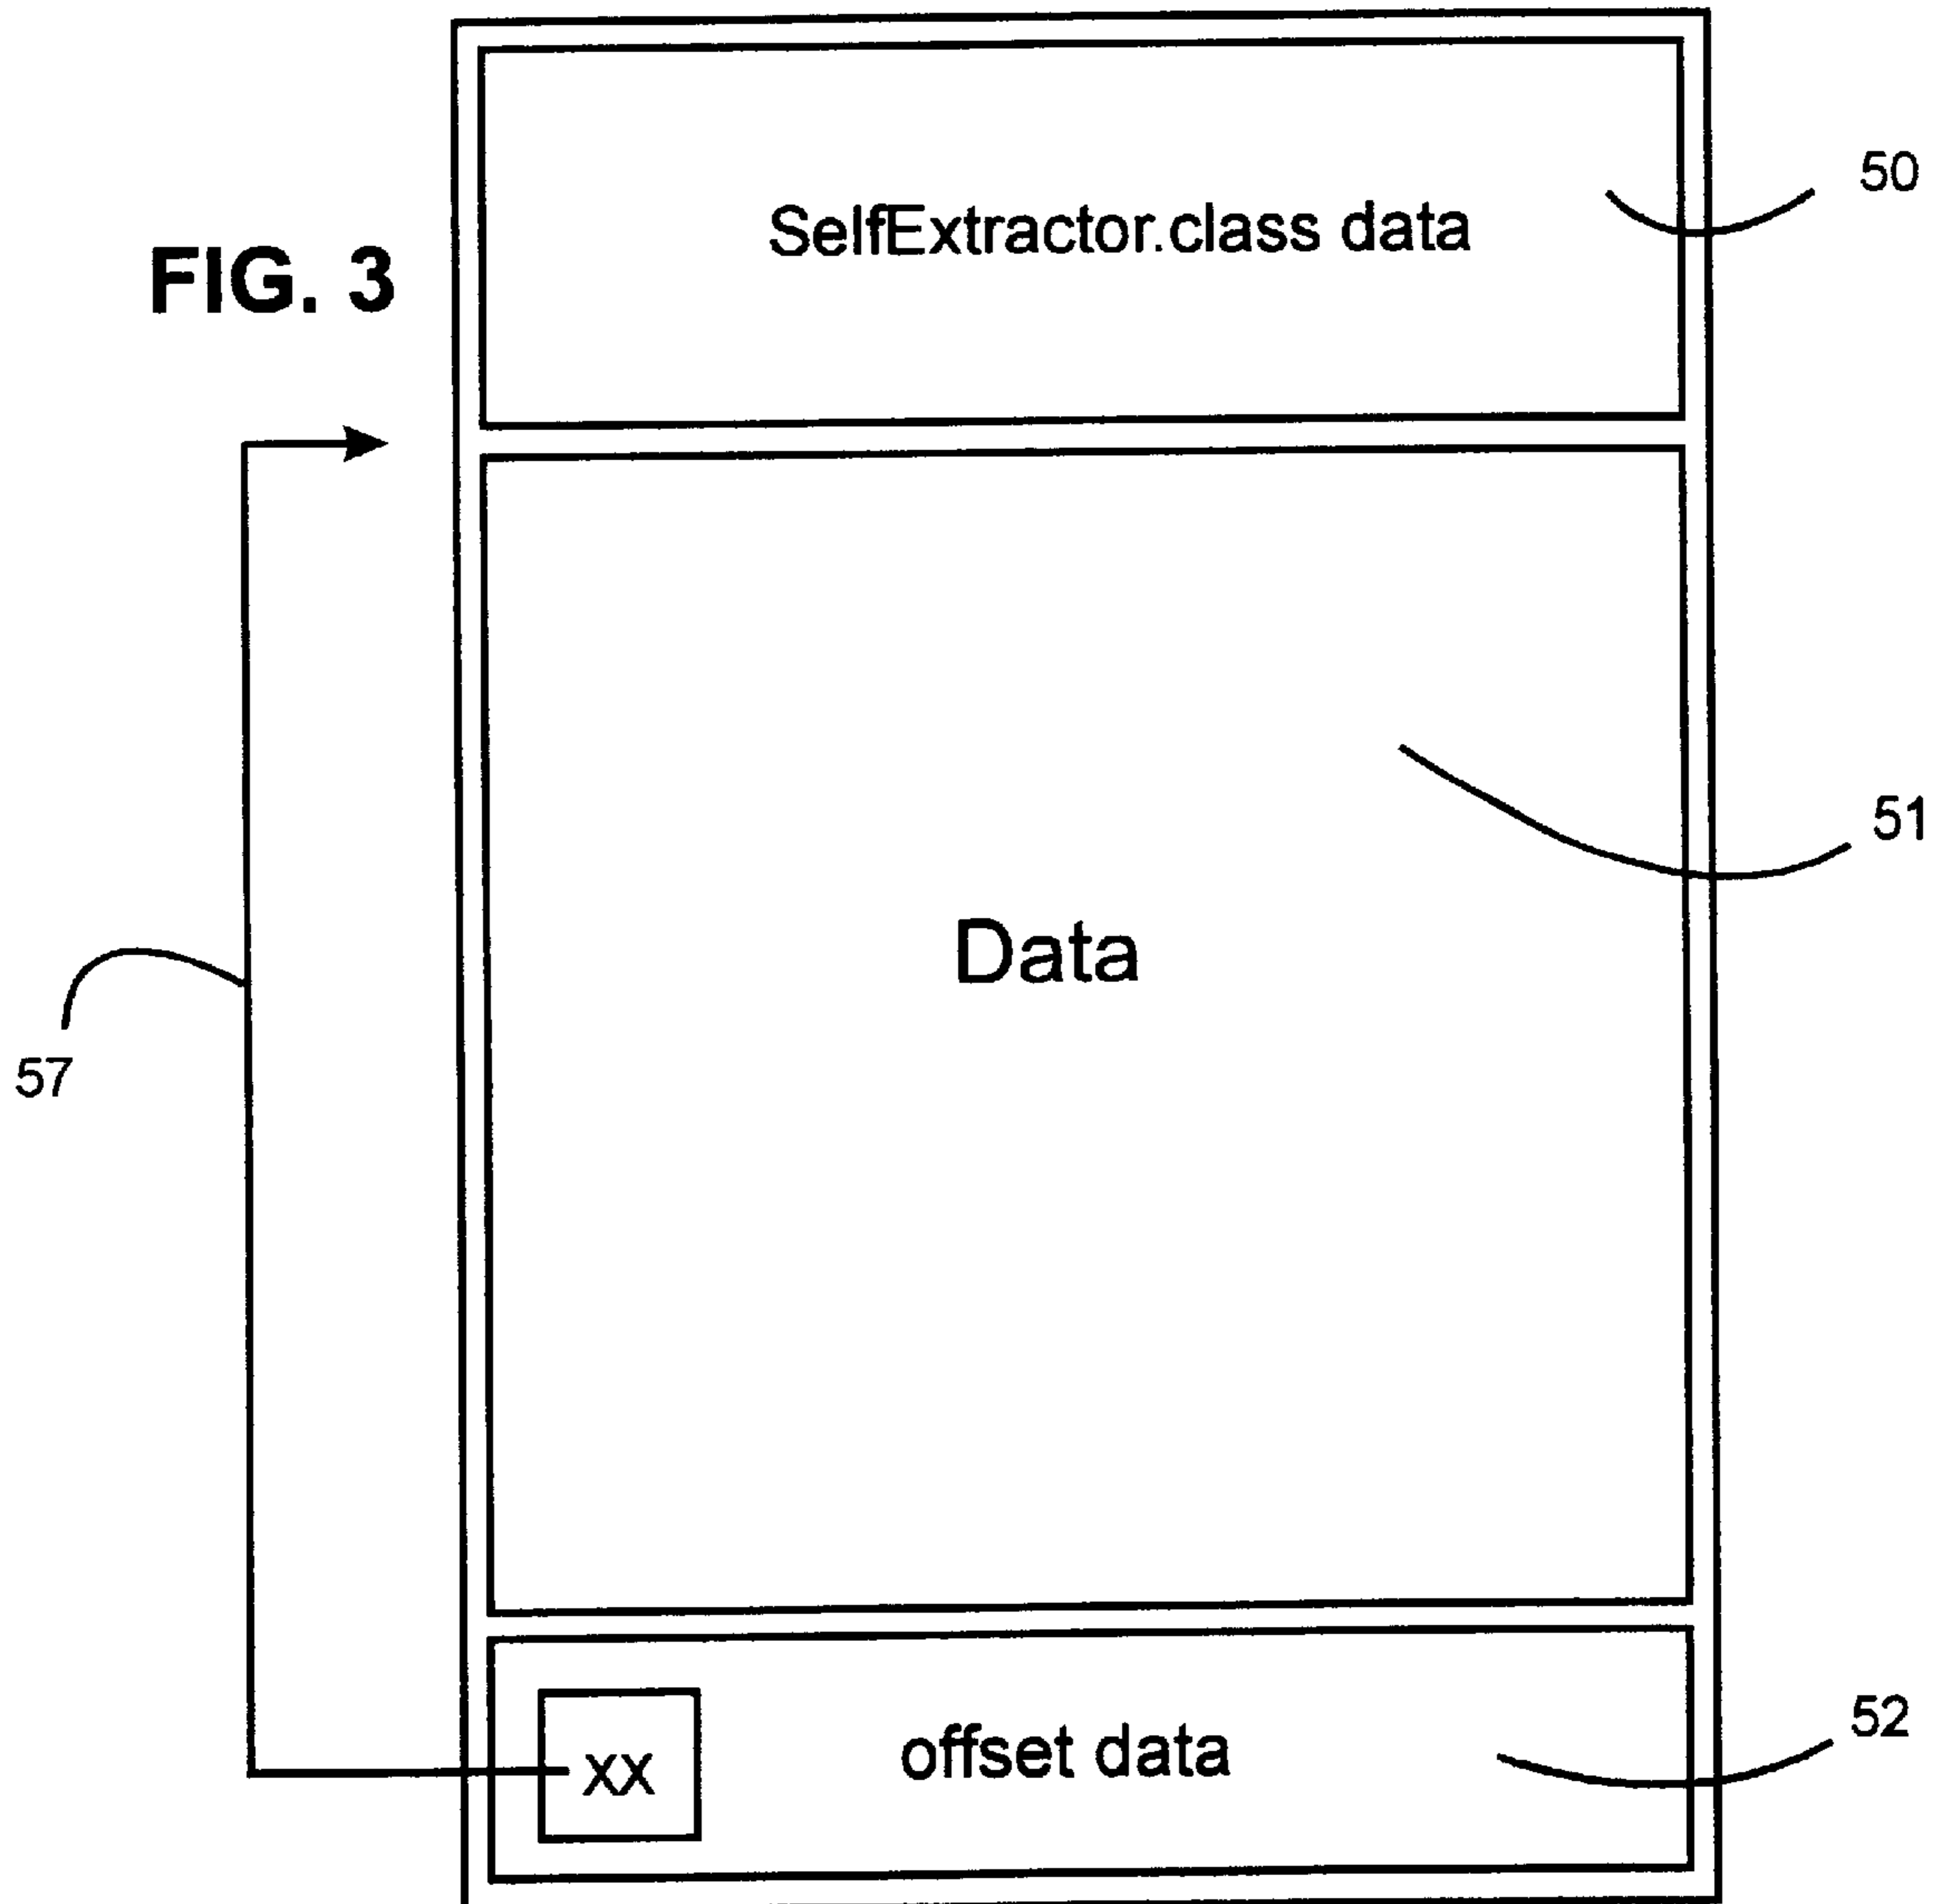 50
SelfExtractor.class data
FIG. 3
51
Data
57
52
offset data
xx